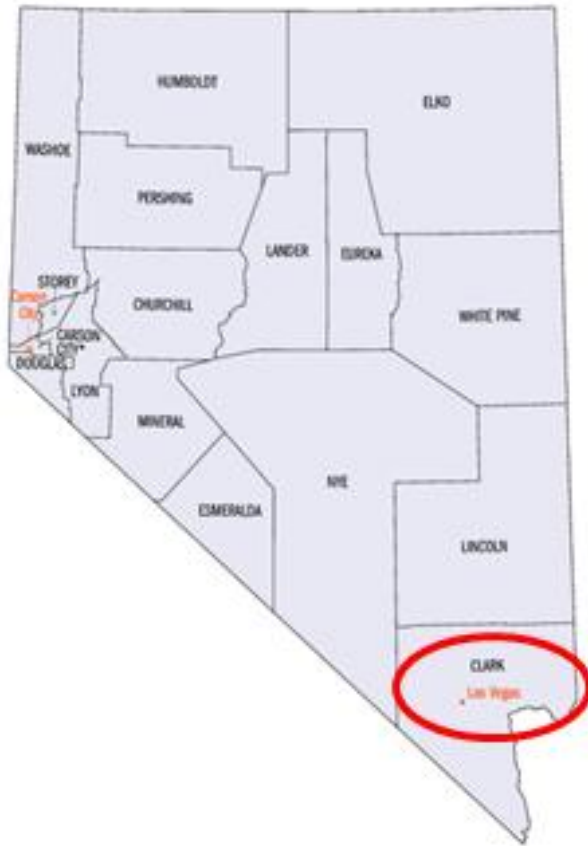 HUMBOLDT
ELKO
WASHOE
PERSHING
LANDER
EUREKA
STOREY
Carson
City
CHURCHILL
WHITE PINE
CARSON
CITY
DOUGLAS
LYON
MINERAL
NYE
ESMERALDA
LINCOLN
CLARK
Las Vegas